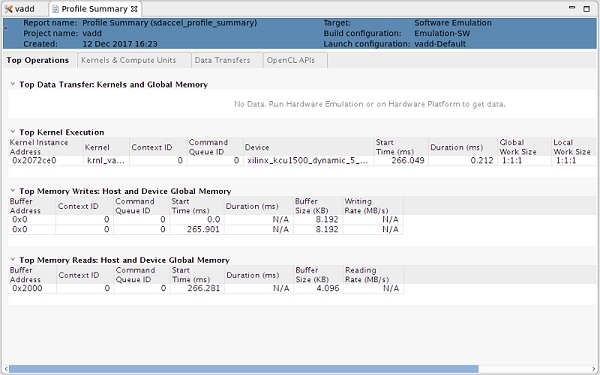 vadd Profile Summary
Report name: Profile Summary (sdaccel_profile_summary) Target: Software Emulation
Project name: vadd Build configuration: Emulation-SW
Created: 12 Dec 2017 16:23 Launch configuration: vadd-Default
Top Operations Kernels & Compute Units Data Transfers OpenCL APIs
Top Data Transfer: Kernels and Global Memory
No Data. Run Hardware Emulation or on Hardware Platform to get data.
Top Kernel Execution
Kernel Instance Address Kernel Context ID Command Queue ID Device Start Time (ms) Duration (ms) Global Work Size Local Work Size
0x2072ce0 krnl_va... 0 0 xilinx_kcu1500_dynamic_5_... 266.049 0.212 1:1:1 1:1:1
Top Memory Writes: Host and Device Global Memory
Buffer Address Context ID Command Queue ID Start Time (ms) Duration (ms) Buffer Size (KB) Writing Rate (MB/s)
0x0 0 0 0.0 N/A 8.192 N/A
0x0 0 0 265.901 N/A 8.192 N/A
Top Memory Reads: Host and Device Global Memory
Buffer Address Context ID Command Queue ID Start Time (ms) Duration (ms) Buffer Size (KB) Reading Rate (MB/s)
0x2000 0 0 266.281 N/A 4.096 N/A